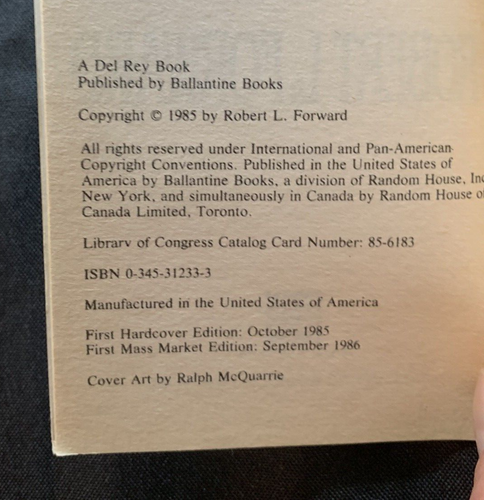 A Del Rey Book
Published by Ballantine Books
Copyright © 1985 by Robert L. Forward
All rights reserved under International and Pan-American
Copyright Conventions. Published in the United States of
America by Ballantine Books, a division of Random House, Inc
New York, and simultaneously in Canada by Random House of
Canada Limited, Toronto.
Library of Congress Catalog Card Number: 85-6183
ISBN 0-345-31233-3
Manufactured in the United States of America
First Hardcover Edition: October 1985
First Mass Market Edition: September 1986
Cover Art by Ralph McQuarrie